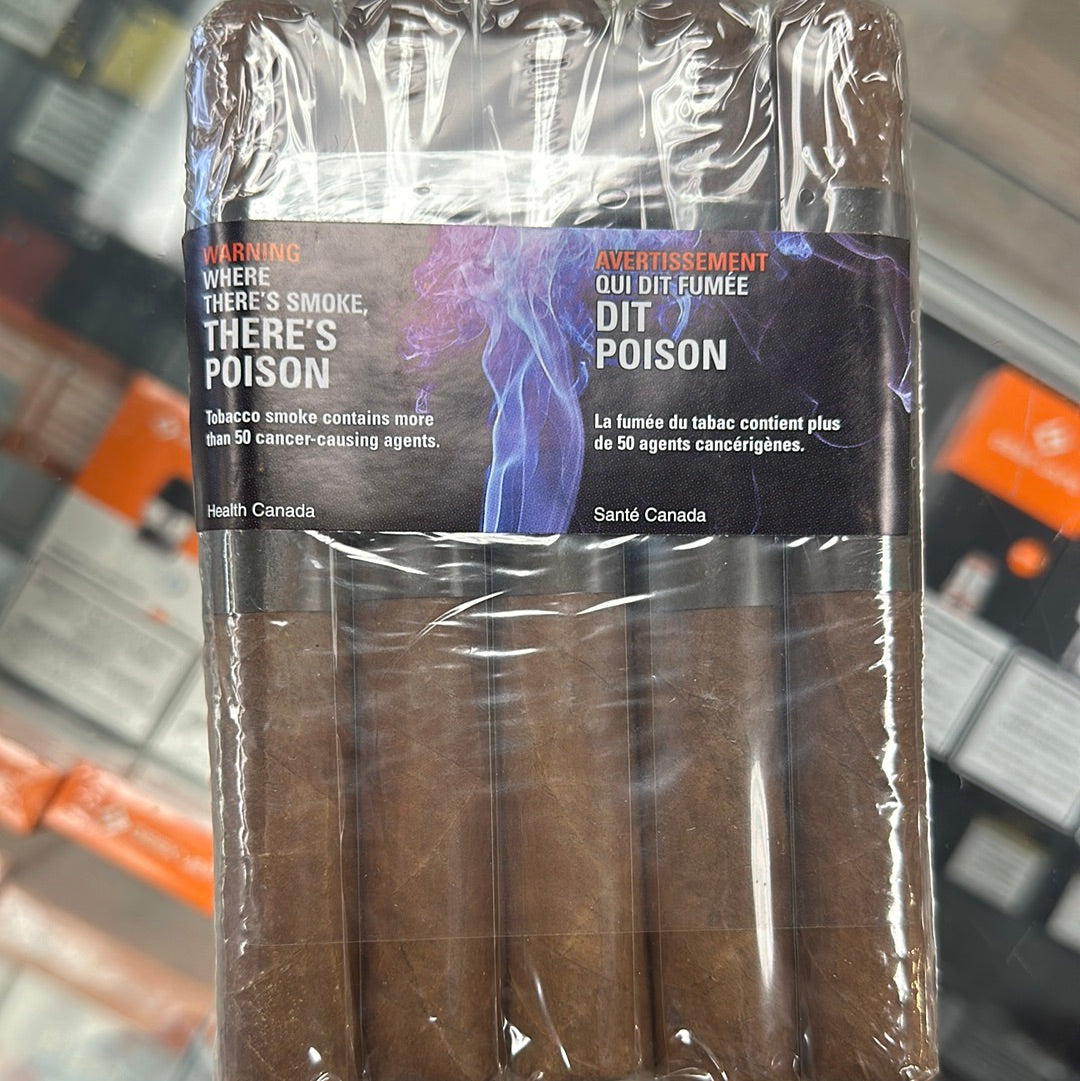 WARNING
WHERE
THERE'S SMOKE,
THERE'S
POISON
Tobacco smoke contains more
than 50 cancer-causing agents.
Health Canada
AVERTISSEMENT
QUI DIT FUMÉE
DIT
POISON
La fumée du tabac contient plus
de 50 agents cancérigènes.
Santé Canada